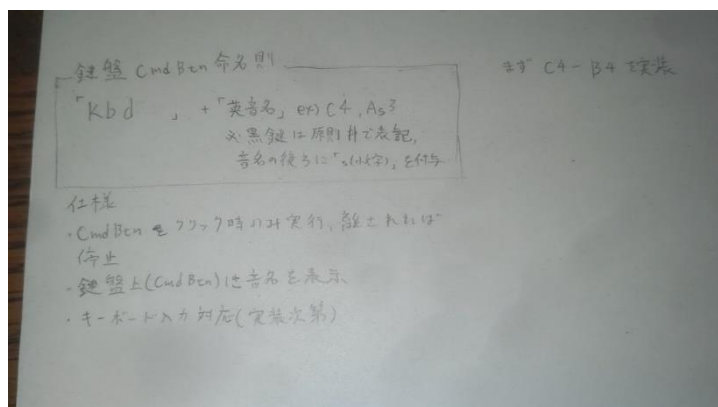 鍵盤 CmdBtn 命名則
まず C4 - B4 を実装
「Kbd 」 +「英音名」 ex) C4, As3
※黒鍵は原則#で表記,
音名の後ろに「s(小文字)」を付与
仕様
・CmdBtn をクリック時のみ実行, 離されれば
停止
・鍵盤上(CmdBtn)に音名を表示
・キーボード入力対応(実装次第)